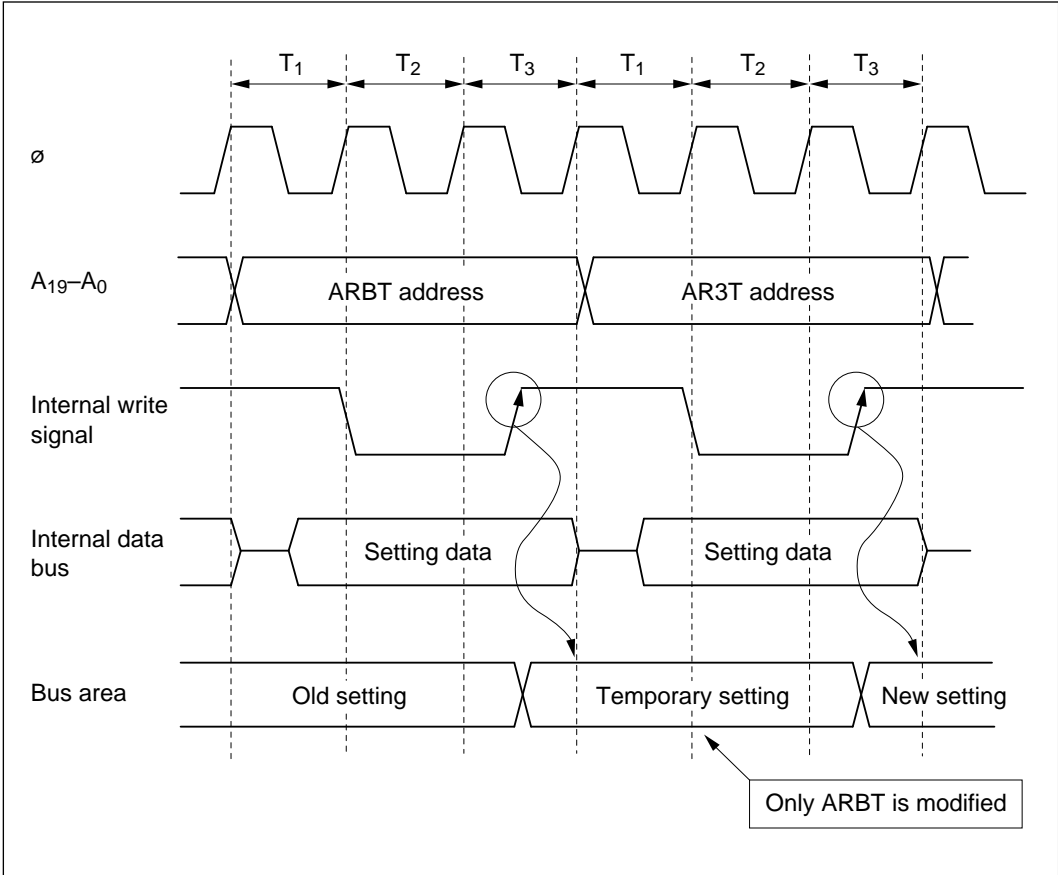 T1 T2 T3 T1 T2 T3
ø
A19–A0
ARBT address AR3T address
Internal write
signal
Internal data
bus
Setting data Setting data
Bus area
Old setting Temporary setting New setting
Only ARBT is modified